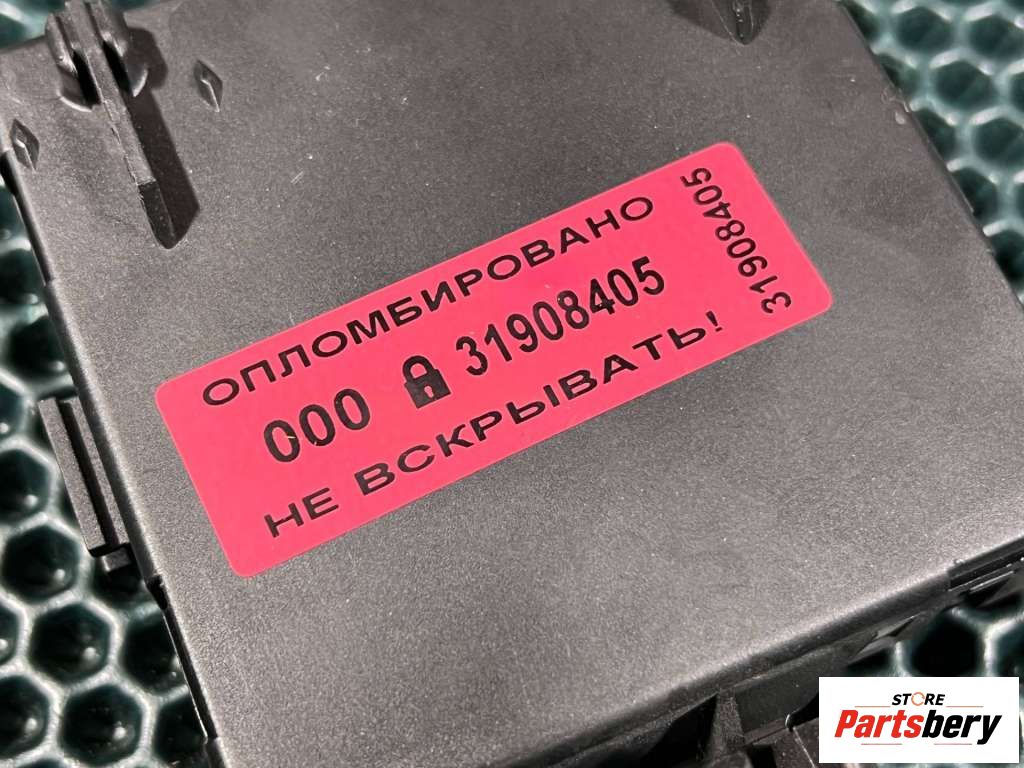 ОПЛОМБИРОВАНО
000 31908405
НЕ ВСКРЫВАТЬ!
31908405
STORE
Partsbery